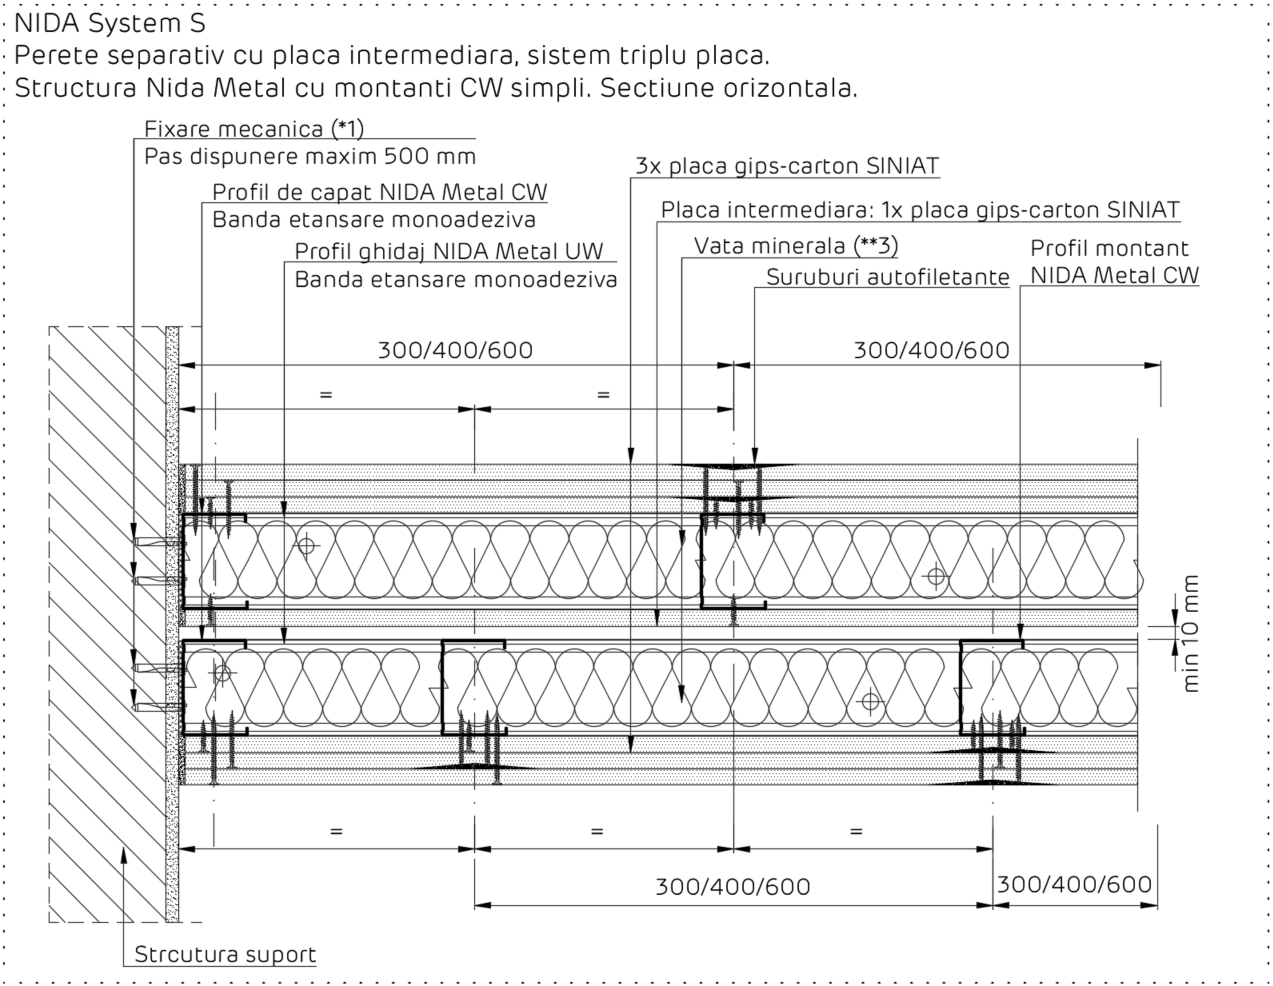 NIDA System S
Perete separativ cu placa intermediara, sistem triplu placa.
Structura Nida Metal cu montanti CW simpli. Sectiune orizontala.
Fixare mecanica (*1)
Pas dispunere maxim 500 mm
3x placa gips-carton SINIAT
Profil de capat NIDA Metal CW
Banda etansare monoadeziva
Placa intermediara: 1x placa gips-carton SINIAT
Profil ghidaj NIDA Metal UW
Banda etansare monoadeziva
Vata minerala (**3)
Suruburi autofiletante
Profil montant
NIDA Metal CW
300/400/600
300/400/600
=
=
min 10 mm
=
=
=
300/400/600
300/400/600
Strcutura suport